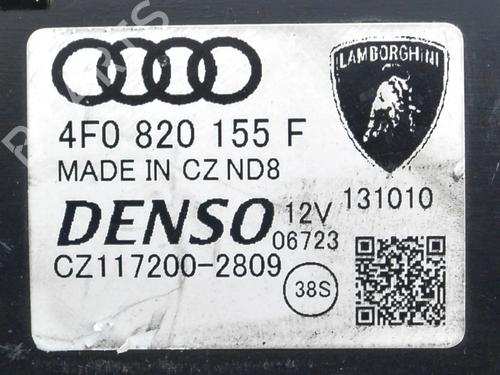 LAMBORGHINI
4F0 820 155 F
MADE IN CZ ND8
131010
DENSO 12V
06723
CZ117200-2809
38S